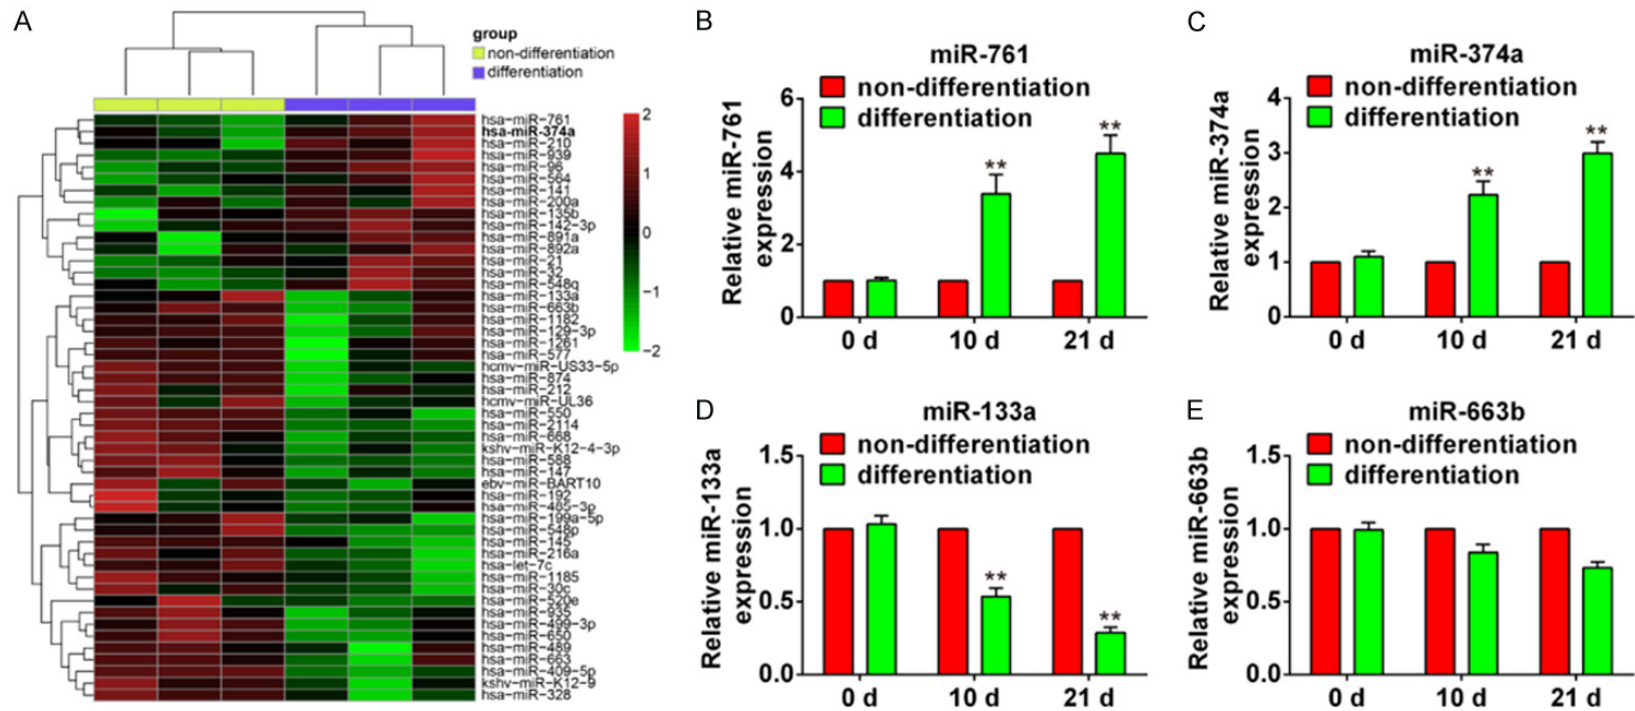 A
group
non-differentiation
differentiation
hsa-miR-761
hsa-miR-374a
hsa-miR-210
hsa-miR-939
hsa-miR-96
hsa-miR-564
hsa-miR-141
hsa-miR-200a
hsa-miR-135b
hsa-miR-142-3p
hsa-miR-891a
hsa-miR-892a
hsa-miR-21
hsa-miR-32
hsa-miR-548q
hsa-miR-133a
hsa-miR-663b
hsa-miR-1182
hsa-miR-129-3p
hsa-miR-1261
hsa-miR-577
hcmv-miR-US33-5p
hsa-miR-874
hsa-miR-212
hcmv-miR-UL36
hsa-miR-550
hsa-miR-2114
hsa-miR-668
kshv-miR-K12-4-3p
hsa-miR-588
hsa-miR-147
ebv-miR-BART10
hsa-miR-192
hsa-miR-485-3p
hsa-miR-199a-5p
hsa-miR-548p
hsa-miR-145
hsa-miR-216a
hsa-let-7c
hsa-miR-1185
hsa-miR-30c
hsa-miR-520e
hsa-miR-935
hsa-miR-499-3p
hsa-miR-650
hsa-miR-489
hsa-miR-663
hsa-miR-409-5p
kshv-miR-K12-9
hsa-miR-328
2
1
0
−1
−2
B
miR-761
non-differentiation
differentiation
Relative miR-761
expression
6
4
2
0
**
**
0 d
10 d
21 d
C
miR-374a
non-differentiation
differentiation
Relative miR-374a
expression
4
3
2
1
0
**
**
0 d
10 d
21 d
D
miR-133a
non-differentiation
differentiation
Relative miR-133a
expression
1.5
1.0
0.5
0.0
**
**
0 d
10 d
21 d
E
miR-663b
non-differentiation
differentiation
Relative miR-663b
expression
1.5
1.0
0.5
0.0
0 d
10 d
21 d